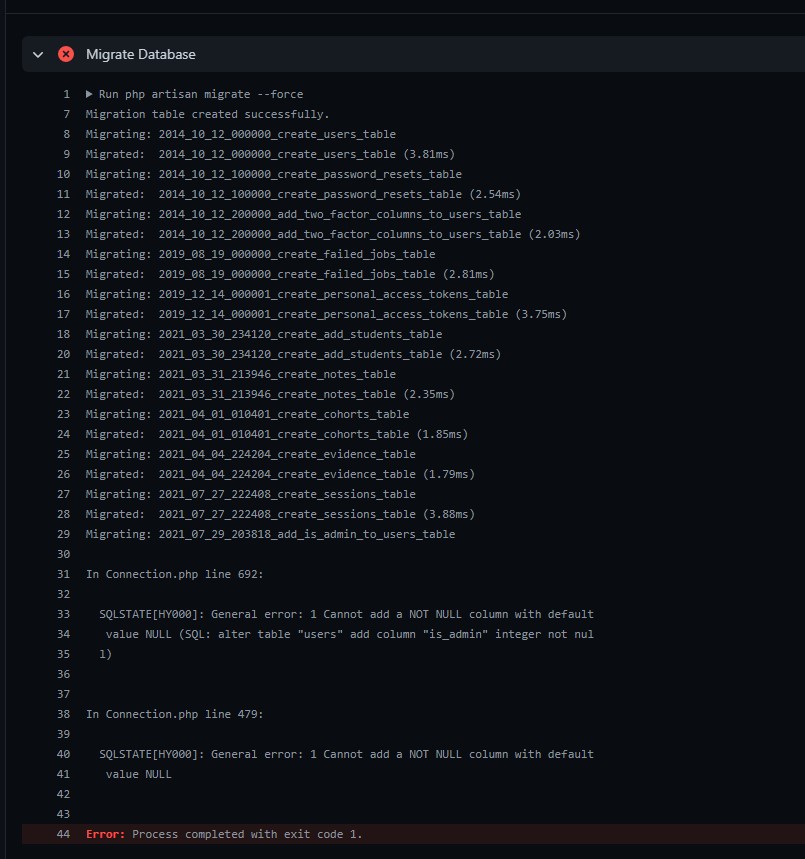 Migrate Database
1 ▶ Run php artisan migrate --force
7 Migration table created successfully.
8 Migrating: 2014_10_12_000000_create_users_table
9 Migrated:  2014_10_12_000000_create_users_table (3.81ms)
10 Migrating: 2014_10_12_100000_create_password_resets_table
11 Migrated:  2014_10_12_100000_create_password_resets_table (2.54ms)
12 Migrating: 2014_10_12_200000_add_two_factor_columns_to_users_table
13 Migrated:  2014_10_12_200000_add_two_factor_columns_to_users_table (2.03ms)
14 Migrating: 2019_08_19_000000_create_failed_jobs_table
15 Migrated:  2019_08_19_000000_create_failed_jobs_table (2.81ms)
16 Migrating: 2019_12_14_000001_create_personal_access_tokens_table
17 Migrated:  2019_12_14_000001_create_personal_access_tokens_table (3.75ms)
18 Migrating: 2021_03_30_234120_create_add_students_table
20 Migrated:  2021_03_30_234120_create_add_students_table (2.72ms)
21 Migrating: 2021_03_31_213946_create_notes_table
22 Migrated:  2021_03_31_213946_create_notes_table (2.35ms)
23 Migrating: 2021_04_01_010401_create_cohorts_table
24 Migrated:  2021_04_01_010401_create_cohorts_table (1.85ms)
25 Migrating: 2021_04_04_224204_create_evidence_table
26 Migrated:  2021_04_04_224204_create_evidence_table (1.79ms)
27 Migrating: 2021_07_27_222408_create_sessions_table
28 Migrated:  2021_07_27_222408_create_sessions_table (3.88ms)
29 Migrating: 2021_07_29_203818_add_is_admin_to_users_table
30
31 In Connection.php line 692:
32
33   SQLSTATE[HY000]: General error: 1 Cannot add a NOT NULL column with default
34    value NULL (SQL: alter table "users" add column "is_admin" integer not nul
35   l)
36
37
38 In Connection.php line 479:
39
40   SQLSTATE[HY000]: General error: 1 Cannot add a NOT NULL column with default
41    value NULL
42
43
44 Error: Process completed with exit code 1.